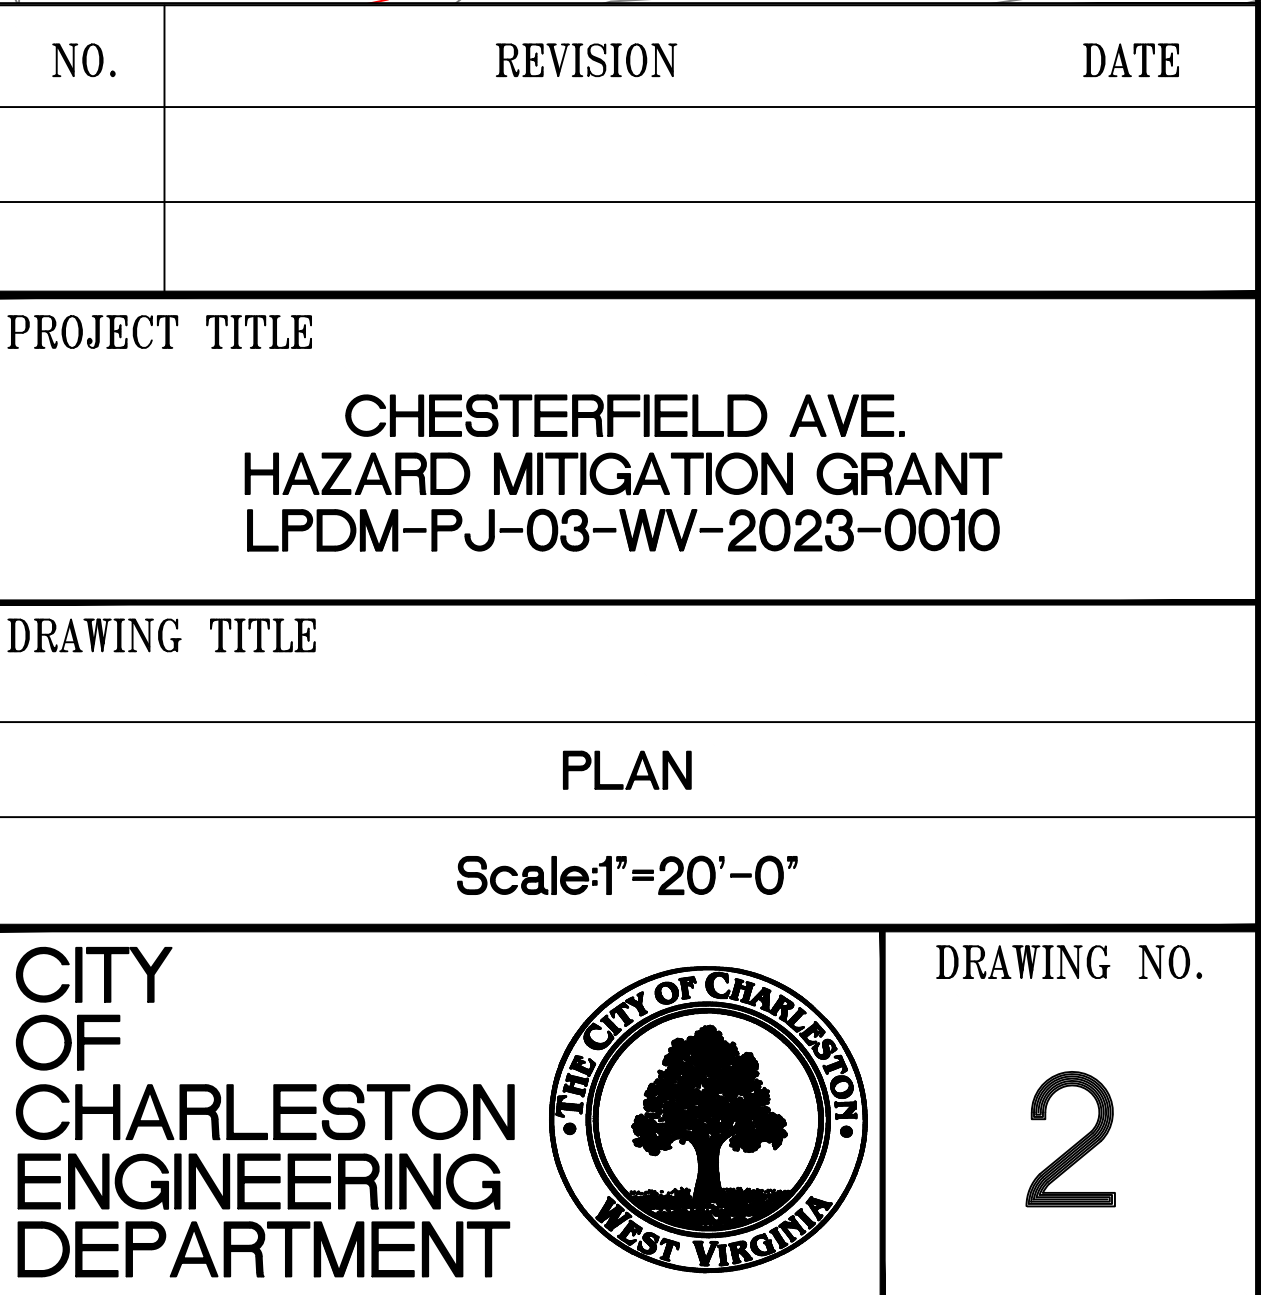 NO. REVISION DATE
PROJECT TITLE
CHESTERFIELD AVE.
HAZARD MITIGATION GRANT
LPDM-PJ-03-WV-2023-0010
DRAWING TITLE
PLAN
Scale:1"=20'-0"
CITY
OF
CHARLESTON
ENGINEERING
DEPARTMENT
• THE CITY OF CHARLESTON •
WEST VIRGINIA
DRAWING NO.
2